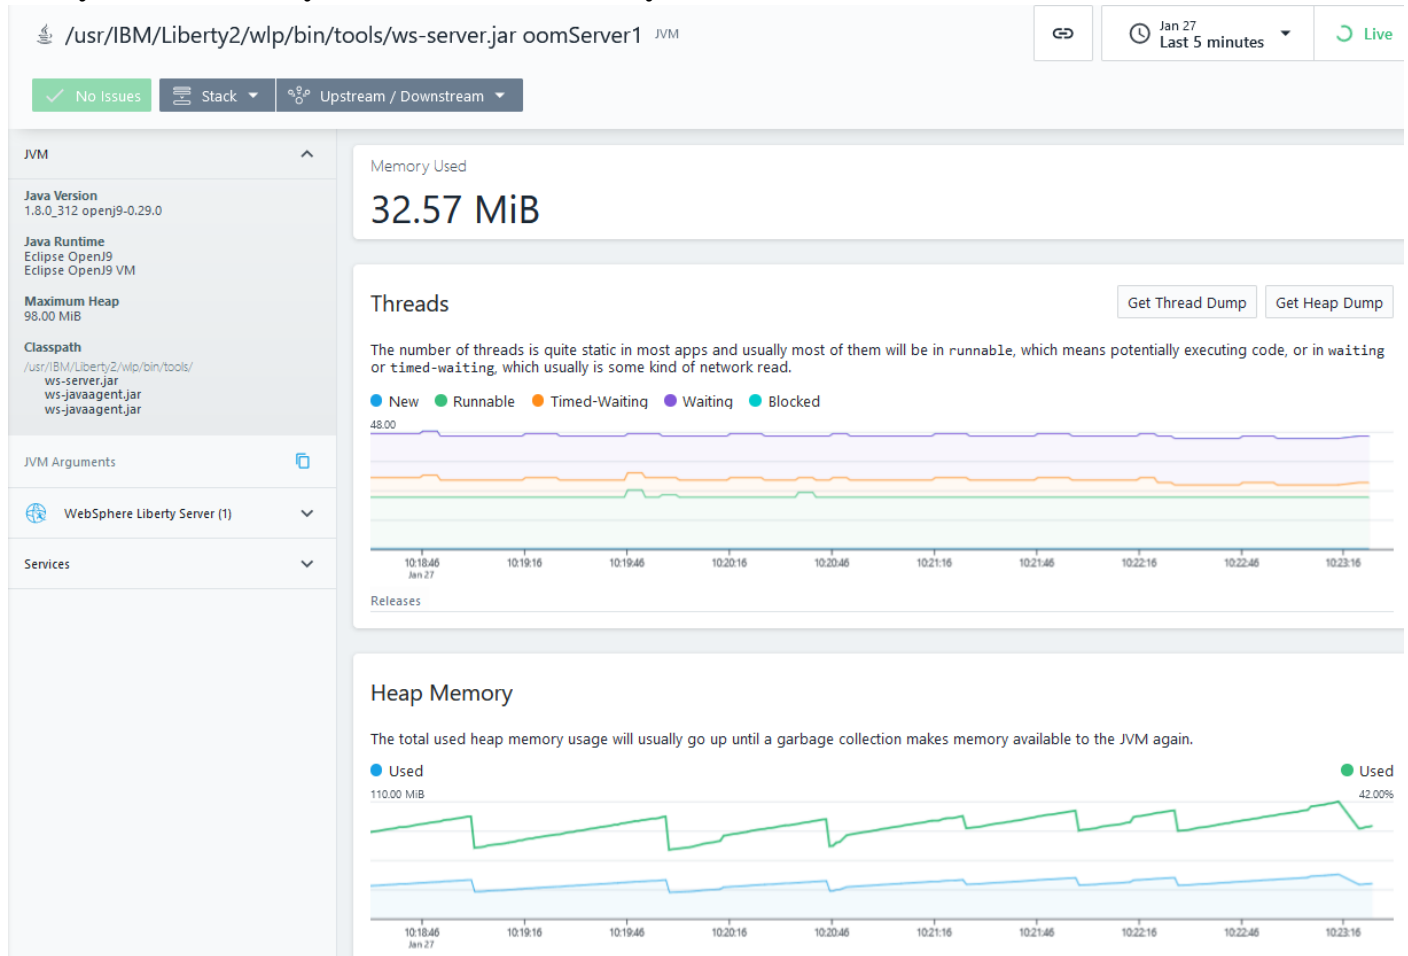 /usr/IBM/Liberty2/wlp/bin/tools/ws-server.jar oomServer1 JVM
Jan 27
Last 5 minutes
Live
No Issues
Stack
Upstream / Downstream
JVM
Java Version
1.8.0_312 openj9-0.29.0
Java Runtime
Eclipse OpenJ9
Eclipse OpenJ9 VM
Maximum Heap
98.00 MiB
Classpath
/usr/IBM/Liberty2/wlp/bin/tools/
ws-server.jar
ws-javaagent.jar
ws-javaagent.jar
JVM Arguments
WebSphere Liberty Server (1)
Services
Memory Used
32.57 MiB
Threads
Get Thread Dump
Get Heap Dump
The number of threads is quite static in most apps and usually most of them will be in runnable, which means potentially executing code, or in waiting
or timed-waiting, which usually is some kind of network read.
New Runnable Timed-Waiting Waiting Blocked
48.00
10:18:46 10:19:16 10:19:46 10:20:16 10:20:46 10:21:16 10:21:46 10:22:16 10:22:46 10:23:16
Jan 27
Releases
Heap Memory
The total used heap memory usage will usually go up until a garbage collection makes memory available to the JVM again.
Used Used
110.00 MiB 42.00%
10:18:46 10:19:16 10:19:46 10:20:16 10:20:46 10:21:16 10:21:46 10:22:16 10:22:46 10:23:16
Jan 27